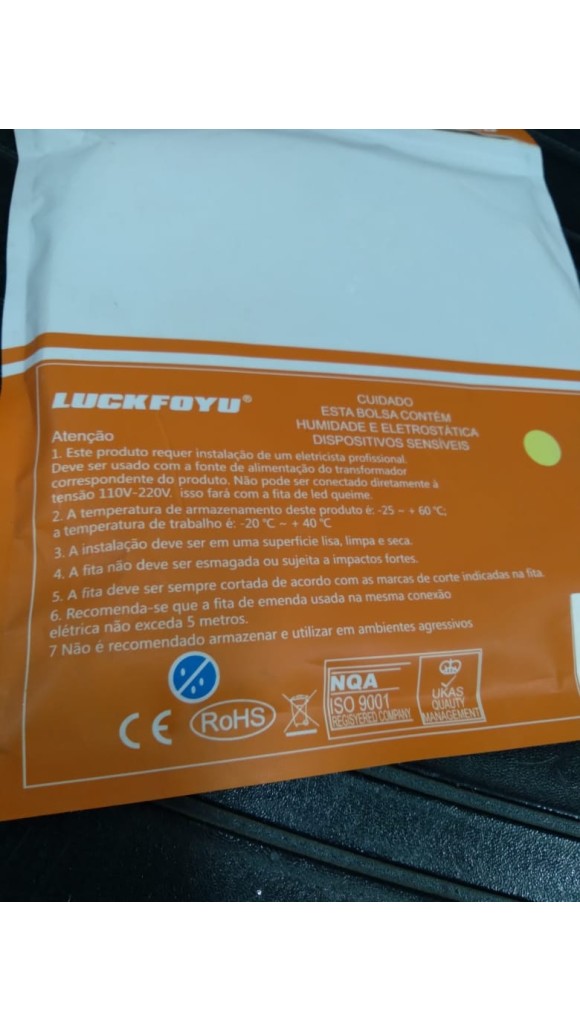 LUCKFOYU®
CUIDADO
ESTA BOLSA CONTÉM
HUMIDADE E ELETROSTÁTICA
DISPOSITIVOS SENSÍVEIS
Atenção
1. Este produto requer instalação de um eletricista profissional.
Deve ser usado com a fonte de alimentação do transformador
correspondente do produto. Não pode ser conectado diretamente à
tensão 110V-220V. isso fará com a fita de led queime.
2. A temperatura de armazenamento deste produto é: -25 ~ + 60 °C;
a temperatura de trabalho é: -20 °C ~ + 40 °C
3. A instalação deve ser em uma superfície lisa, limpa e seca.
4. A fita não deve ser esmagada ou sujeita a impactos fortes.
5. A fita deve ser sempre cortada de acordo com as marcas de corte indicadas na fita.
6. Recomenda-se que a fita de emenda usada na mesma conexão
elétrica não exceda 5 metros.
7 Não é recomendado armazenar e utilizar em ambientes agressivos
CE
RoHS
NQA
ISO 9001
REGISVERED COMPANY
UKAS
QUALITY
MANAGEMENT